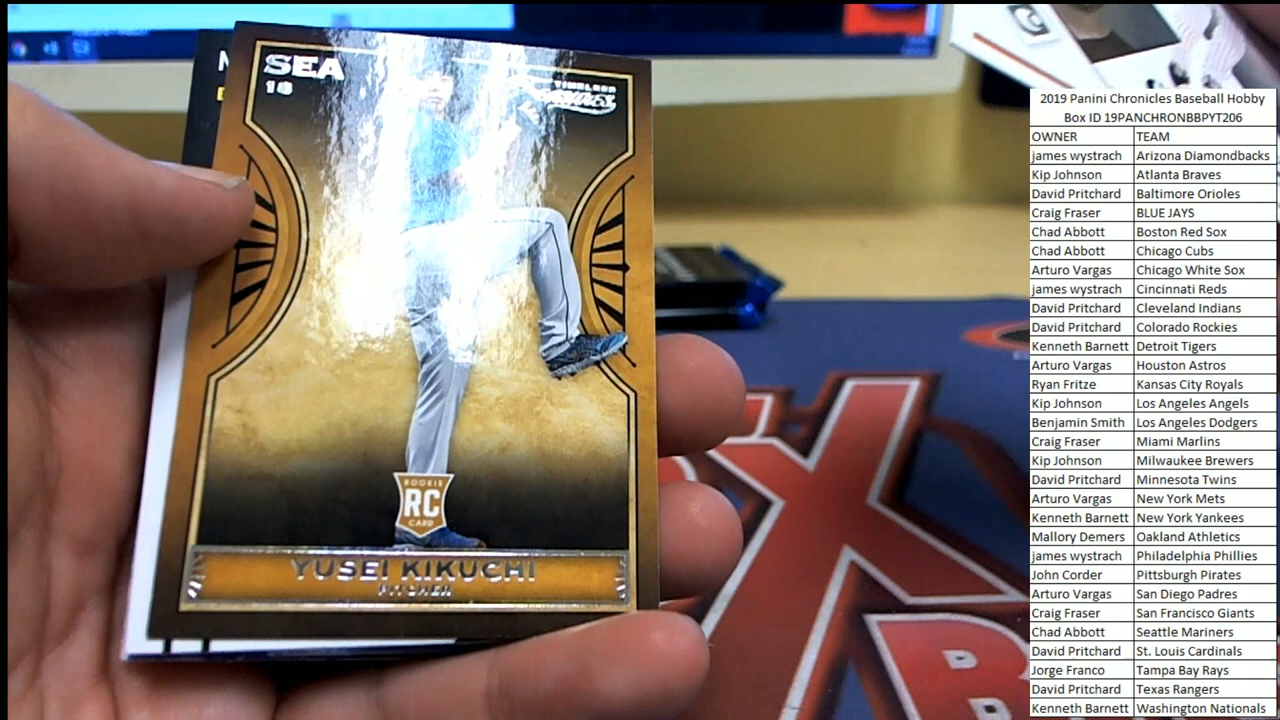 SEA
18
TIMELESS
TREASURES
ROOKIE
RC
CARD
YUSEI KIKUCHI
PITCHER
2019 Panini Chronicles Baseball Hobby
Box ID 19PANCHRONBBPYT206
OWNER TEAM
james wystrach Arizona Diamondbacks
Kip Johnson Atlanta Braves
David Pritchard Baltimore Orioles
Craig Fraser BLUE JAYS
Chad Abbott Boston Red Sox
Chad Abbott Chicago Cubs
Arturo Vargas Chicago White Sox
james wystrach Cincinnati Reds
David Pritchard Cleveland Indians
David Pritchard Colorado Rockies
Kenneth Barnett Detroit Tigers
Arturo Vargas Houston Astros
Ryan Fritze Kansas City Royals
Kip Johnson Los Angeles Angels
Benjamin Smith Los Angeles Dodgers
Craig Fraser Miami Marlins
Kip Johnson Milwaukee Brewers
David Pritchard Minnesota Twins
Arturo Vargas New York Mets
Kenneth Barnett New York Yankees
Mallory Demers Oakland Athletics
james wystrach Philadelphia Phillies
John Corder Pittsburgh Pirates
Arturo Vargas San Diego Padres
Craig Fraser San Francisco Giants
Chad Abbott Seattle Mariners
David Pritchard St. Louis Cardinals
Jorge Franco Tampa Bay Rays
David Pritchard Texas Rangers
Kenneth Barnett Washington Nationals